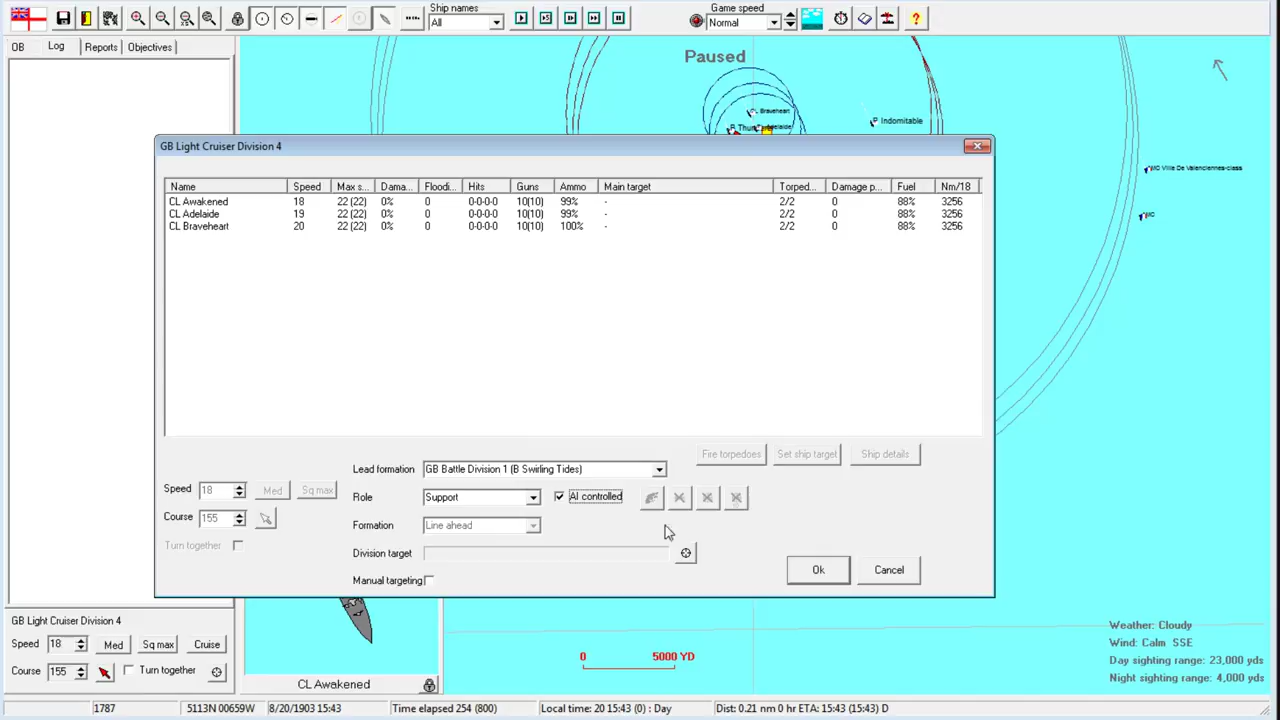 Ship names
All
Game speed
Normal
OB Log Reports Objectives
Paused
CL Braveheart
Adelaide
P Indomitable
MC Ville De Valenciennes-class
MC
GB Light Cruiser Division 4
Name Speed Max s... Dama... Floodi... Hits Guns Ammo Main target Torped... Damage p... Fuel Nm/18
CL Awakened 18 22 (22) 0% 0 0-0-0-0 10(10) 99% - 2/2 0 88% 3256
CL Adelaide 19 22 (22) 0% 0 0-0-0-0 10(10) 99% - 2/2 0 88% 3256
CL Braveheart 20 22 (22) 0% 0 0-0-0-0 10(10) 100% - 2/2 0 88% 3256
Fire torpedoes Set ship target Ship details
Lead formation GB Battle Division 1 (B Swirling Tides)
Speed 18 Med Sq max
Role Support AI controlled
Course 155
Formation Line ahead
Turn together
Division target
Manual targeting
Ok Cancel
GB Light Cruiser Division 4
Speed 18 Med Sq max Cruise
Course 155 Turn together
CL Awakened
0 5000 YD
Weather: Cloudy
Wind: Calm SSE
Day sighting range: 23,000 yds
Night sighting range: 4,000 yds
1787 5113N 00659W 8/20/1903 15:43 Time elapsed 254 (800) Local time: 20 15:43 (0) : Day Dist: 0.21 nm 0 hr ETA: 15:43 (15:43) D